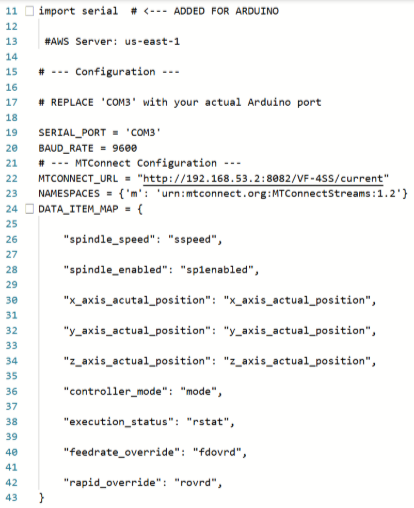 11 import serial  # <--- ADDED FOR ARDUINO
12
13  #AWS Server: us-east-1
14
15 # --- Configuration ---
16
17 # REPLACE 'COM3' with your actual Arduino port
18
19 SERIAL_PORT = 'COM3'
20 BAUD_RATE = 9600
21 # --- MTConnect Configuration ---
22 MTCONNECT_URL = "http://192.168.53.2:8082/VF-4SS/current"
23 NAMESPACES = {'m': 'urn:mtconnect.org:MTConnectStreams:1.2'}
24 DATA_ITEM_MAP = {
25
26     "spindle_speed": "sspeed",
27
28     "spindle_enabled": "sp1enabled",
29
30     "x_axis_acutal_position": "x_axis_actual_position",
31
32     "y_axis_actual_position": "y_axis_actual_position",
33
34     "z_axis_actual_position": "z_axis_actual_position",
35
36     "controller_mode": "mode",
37
38     "execution_status": "rstat",
39
40     "feedrate_override": "fdovrd",
41
42     "rapid_override": "rovrd",
43 }